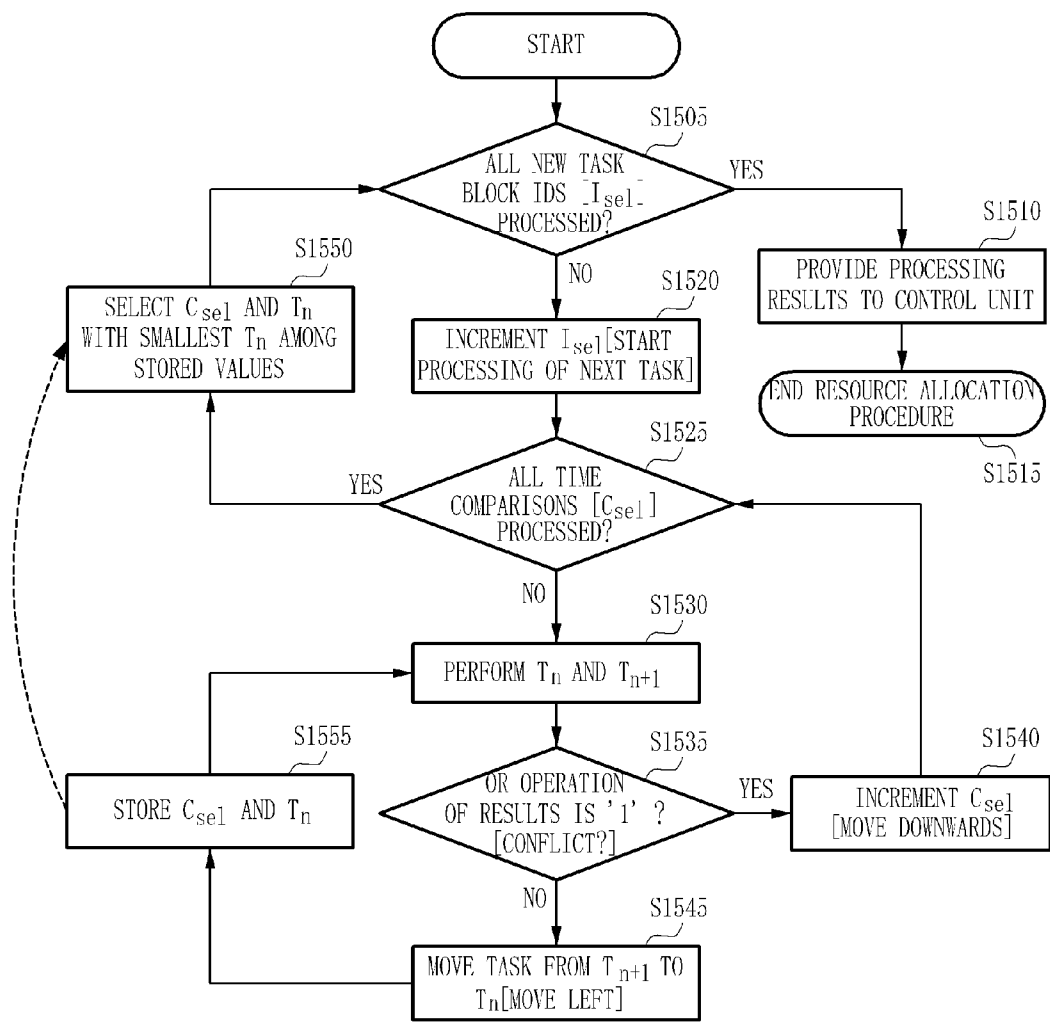 START
S1505
ALL NEW TASK
BLOCK IDS [Isel]
PROCESSED?
YES
NO
S1510
PROVIDE PROCESSING
RESULTS TO CONTROL UNIT
END RESOURCE ALLOCATION
PROCEDURE
S1515
S1550
SELECT Csel AND Tn
WITH SMALLEST Tn AMONG
STORED VALUES
S1520
INCREMENT Isel[START
PROCESSING OF NEXT TASK]
S1525
ALL TIME
COMPARISONS [Csel]
PROCESSED?
YES
NO
S1530
PERFORM Tn AND Tn+1
S1535
OR OPERATION
OF RESULTS IS '1' ?
[CONFLICT?]
YES
NO
S1540
INCREMENT Csel
[MOVE DOWNWARDS]
S1555
STORE Csel AND Tn
S1545
MOVE TASK FROM Tn+1 TO
Tn[MOVE LEFT]